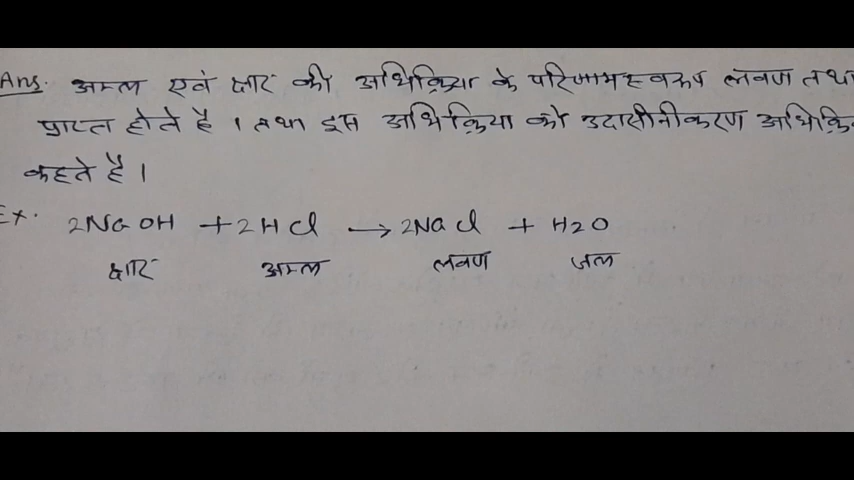 Ans. अम्ल एवं क्षार की अभिक्रिया के परिणामस्वरूप लवण तथा
प्राप्त होते है । तथा इस अभिक्रिया को उदासीनीकरण
कहते है ।
Ex. 2NaOH + 2HCl → 2NaCl + H2O
क्षार अम्ल लवण जल